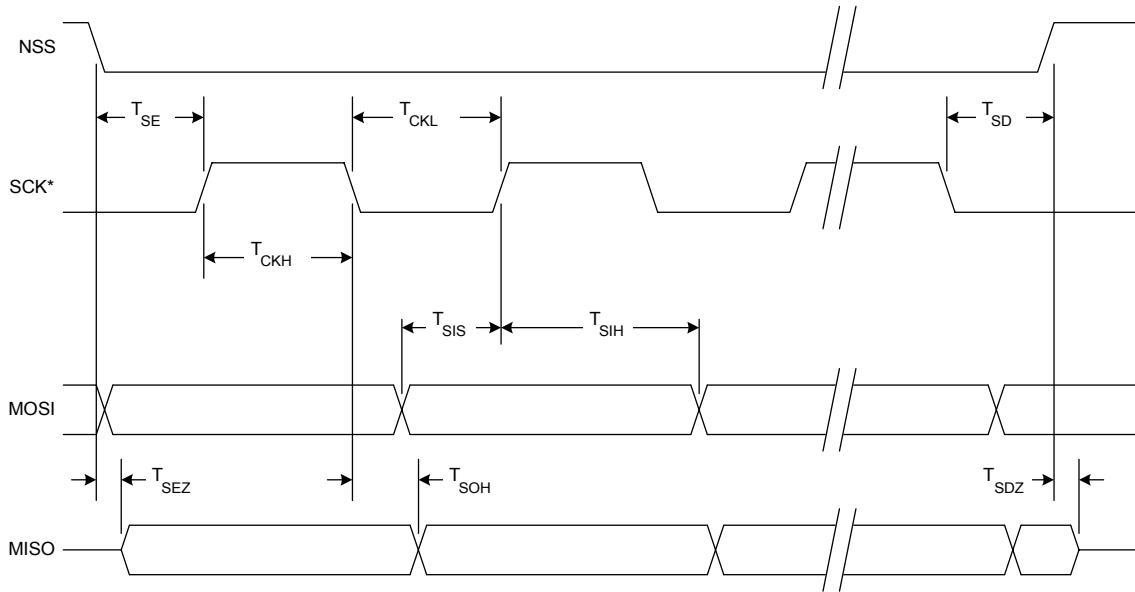 NSS
T_SE
T_CKL
T_SD
SCK*
T_CKH
T_SIS
T_SIH
MOSI
T_SEZ
T_SOH
T_SDZ
MISO